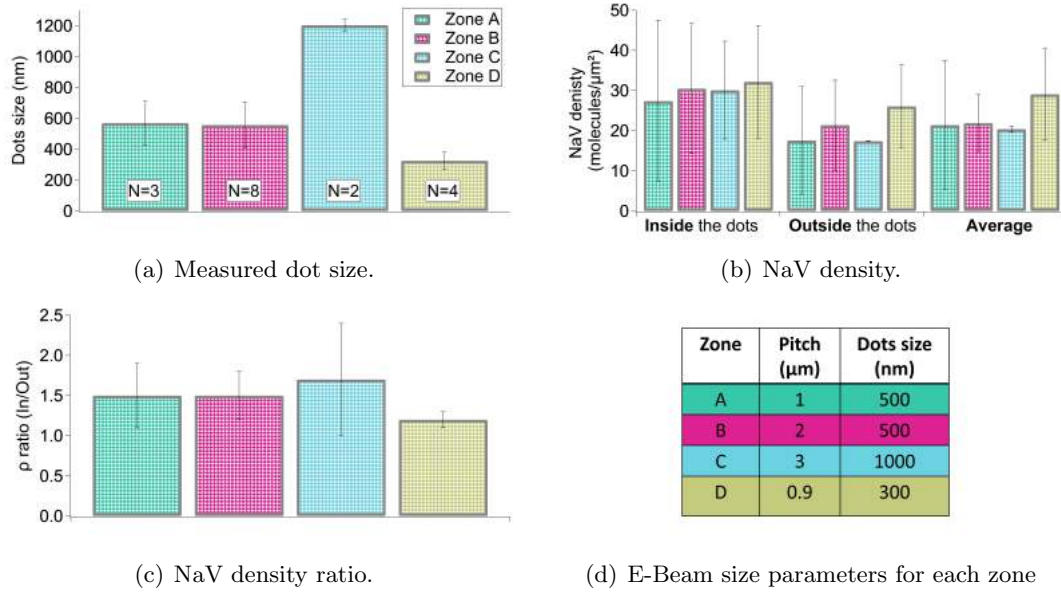 1200
1000
800
600
400
200
0
Dots size (nm)
Zone A
Zone B
Zone C
Zone D
N=3
N=8
N=2
N=4
(a) Measured dot size.
50
40
30
20
10
0
NaV denisty
(molecules/µm²)
Inside the dots
Outside the dots
Average
(b) NaV density.
2.5
2.0
1.5
1.0
0.5
0.0
ρ ratio (In/Out)
(c) NaV density ratio.
Zone Pitch (µm) Dots size (nm)
A 1 500
B 2 500
C 3 1000
D 0.9 300
(d) E-Beam size parameters for each zone